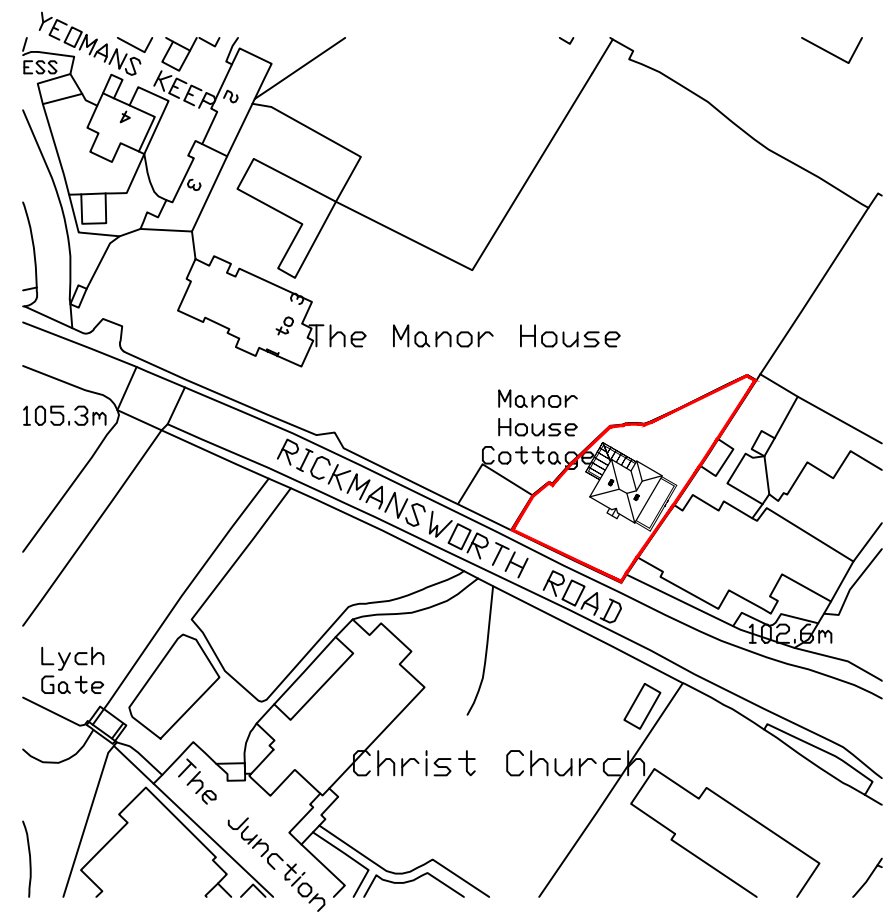 YEOMANS KEEP
ESS
2
4
3
3
to
1
The Manor House
Manor
House
Cottage
105.3m
RICKMANSWORTH ROAD
102.6m
Lych
Gate
Christ Church
The Junction